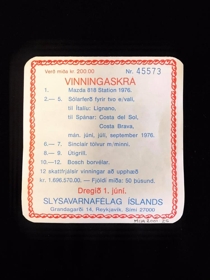 Verð miða kr 200.00 Nr. 45573
VINNINGASKRÁ
1. Mazda 818 Station 1976.
2.— 5. Sólarferð fyrir tvo e/vali,
til Ítalíu: Lignano,
til Spánar: Costa del Sol,
Costa Brava,
maí, júní, júlí, september 1976.
6.— 7. Sinclair tölvur m.minni.
8.— 9. Útigrill.
10.—12. Bosch borvélar.
12 skattfrjálsir vinningar að upphæð
kr. 1.696.570.00 — Fjöldi miða: 50 þúsund.
Dregið 1. júní.
SLYSAVARNAFÉLAG ÍSLANDS
Grandagarði 14, Reykjavík, Sími 27000